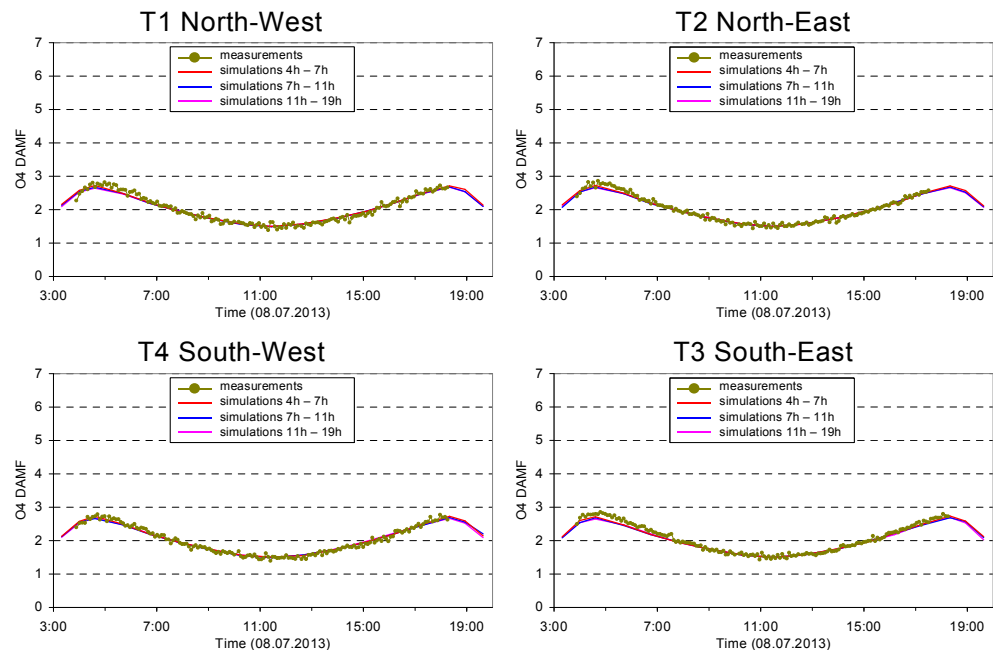 T1 North-West
7
6
5
4
3
2
1
0
O4 DAMF
measurements
simulations 4h – 7h
simulations 7h – 11h
simulations 11h – 19h
3:00 7:00 11:00 15:00 19:00
Time (08.07.2013)
T2 North-East
7
6
5
4
3
2
1
0
O4 DAMF
measurements
simulations 4h – 7h
simulations 7h – 11h
simulations 11h – 19h
3:00 7:00 11:00 15:00 19:00
Time (08.07.2013)
T4 South-West
7
6
5
4
3
2
1
0
O4 DAMF
measurements
simulations 4h – 7h
simulations 7h – 11h
simulations 11h – 19h
3:00 7:00 11:00 15:00 19:00
Time (08.07.2013)
T3 South-East
7
6
5
4
3
2
1
0
O4 DAMF
measurements
simulations 4h – 7h
simulations 7h – 11h
simulations 11h – 19h
3:00 7:00 11:00 15:00 19:00
Time (08.07.2013)